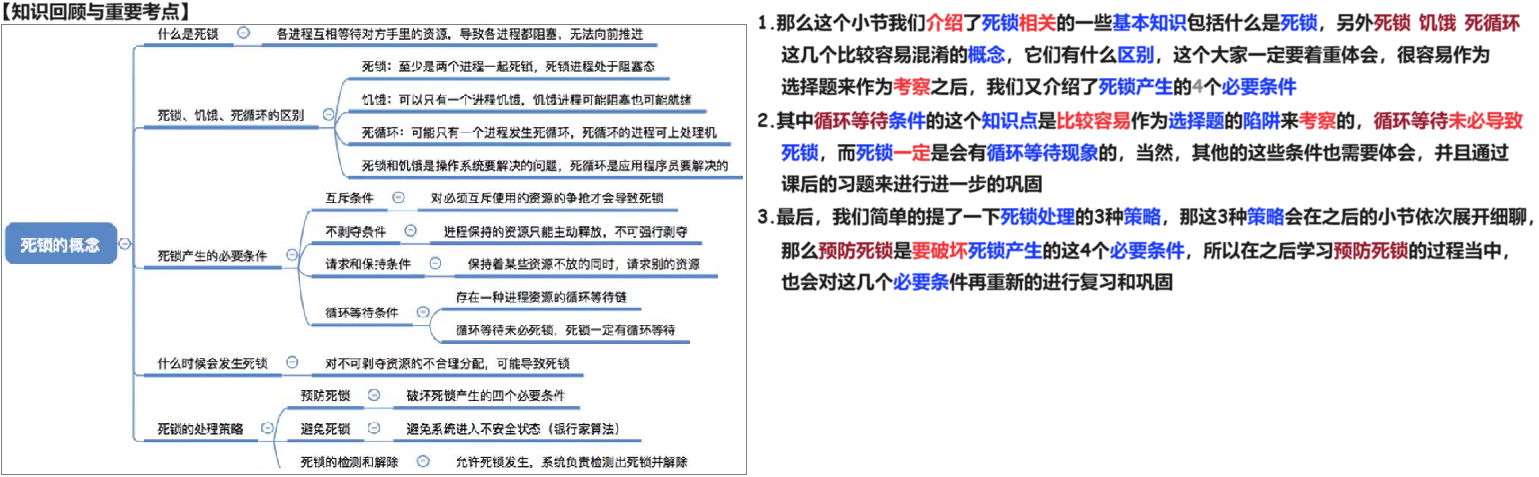 【知识回顾与重要考点】
什么是死锁
各进程互相等待对方手里的资源，导致各进程都阻塞，无法向前推进
死锁、饥饿、死循环的区别
死锁：至少是两个进程一起死锁，死锁进程处于阻塞态
饥饿：可以只有一个进程饥饿，饥饿进程可能阻塞也可能就绪
死循环：可能只有一个进程发生死循环，死循环的进程可上处理机
死锁和饥饿是操作系统要解决的问题，死循环是应用程序员要解决的
死锁的概念
死锁产生的必要条件
互斥条件
对必须互斥使用的资源的争抢才会导致死锁
不剥夺条件
进程保持的资源只能主动释放，不可强行剥夺
请求和保持条件
保持着某些资源不放的同时，请求别的资源
循环等待条件
存在一种进程资源的循环等待链
循环等待未必死锁，死锁一定有循环等待
什么时候会发生死锁
对不可剥夺资源的不合理分配，可能导致死锁
死锁的处理策略
预防死锁
破坏死锁产生的四个必要条件
避免死锁
避免系统进入不安全状态（银行家算法）
死锁的检测和解除
允许死锁发生，系统负责检测出死锁并解除
1.那么这个小节我们介绍了死锁相关的一些基本知识包括什么是死锁，另外死锁 饥饿 死循环
这几个比较容易混淆的概念，它们有什么区别，这个大家一定要着重体会，很容易作为
选择题来作为考察之后，我们又介绍了死锁产生的4个必要条件
2.其中循环等待条件的这个知识点是比较容易作为选择题的陷阱来考察的，循环等待未必导致
死锁，而死锁一定是会有循环等待现象的，当然，其他的这些条件也需要体会，并且通过
课后的习题来进行进一步的巩固
3.最后，我们简单的提了一下死锁处理的3种策略，那这3种策略会在之后的小节依次展开细聊，
那么预防死锁是要破坏死锁产生的这4个必要条件，所以在之后学习预防死锁的过程当中，
也会对这几个必要条件再重新的进行复习和巩固